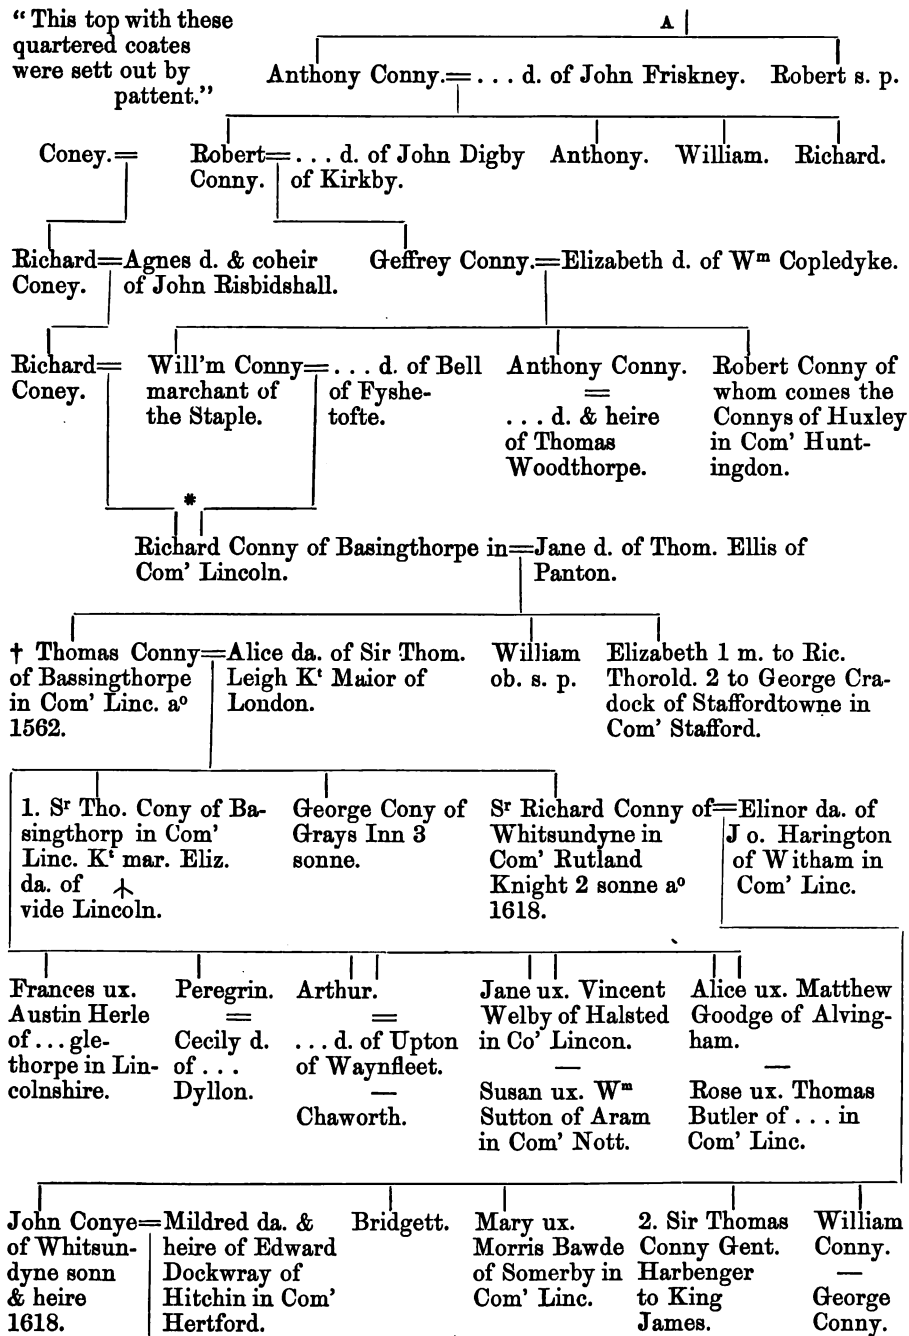 “ This top with these
quartered coates
were sett out by
pattent.”
A
Anthony Conny.=. . . d. of John Friskney.
Robert s. p.
Coney.=
Robert=. . . d. of John Digby
Conny. of Kirkby.
Anthony.
William.
Richard.
Richard=Agnes d. & coheir
Coney. of John Risbidshall.
Geffrey Conny.=Elizabeth d. of Wᵐ Copledyke.
Richard=
Coney.
Will’m Conny=. . . d. of Bell
marchant of of Fyshe-
the Staple. tofte.
Anthony Conny.
=
. . . d. & heire
of Thomas
Woodthorpe.
Robert Conny of
whom comes the
Connys of Huxley
in Com’ Hunt-
ingdon.
*
Richard Conny of Basingthorpe in=Jane d. of Thom. Ellis of
Com’ Lincoln. Panton.
† Thomas Conny=Alice da. of Sir Thom.
of Bassingthorpe Leigh Kᵗ Maior of
in Com’ Linc. aº London.
1562.
William
ob. s. p.
Elizabeth 1 m. to Ric.
Thorold. 2 to George Cra-
dock of Staffordtowne in
Com’ Stafford.
1. Sʳ Tho. Cony of Ba-
singthorp in Com’
Linc. Kᵗ mar. Eliz.
da. of ⅄
vide Lincoln.
George Cony of
Grays Inn 3
sonne.
Sʳ Richard Conny of=Elinor da. of
Whitsundyne in J o. Harington
Com’ Rutland of Witham in
Knight 2 sonne aº Com’ Linc.
1618.
Frances ux.
Austin Herle
of . . . gle-
thorpe in Lin-
colnshire.
Peregrin.
=
Cecily d.
of . . .
Dyllon.
Arthur.
=
. . . d. of Upton
of Waynfleet.
—
Chaworth.
Jane ux. Vincent
Welby of Halsted
in Co’ Lincon.
—
Susan ux. Wᵐ
Sutton of Aram
in Com’ Nott.
Alice ux. Matthew
Goodge of Alving-
ham.
—
Rose ux. Thomas
Butler of . . . in
Com’ Linc.
John Conye=Mildred da. &
of Whitsun- heire of Edward
dyne sonn Dockwray of
& heire Hitchin in Com’
1618. Hertford.
Bridgett.
Mary ux.
Morris Bawde
of Somerby in
Com’ Linc.
2. Sir Thomas
Conny Gent.
Harbenger
to King
James.
William
Conny.
—
George
Conny.